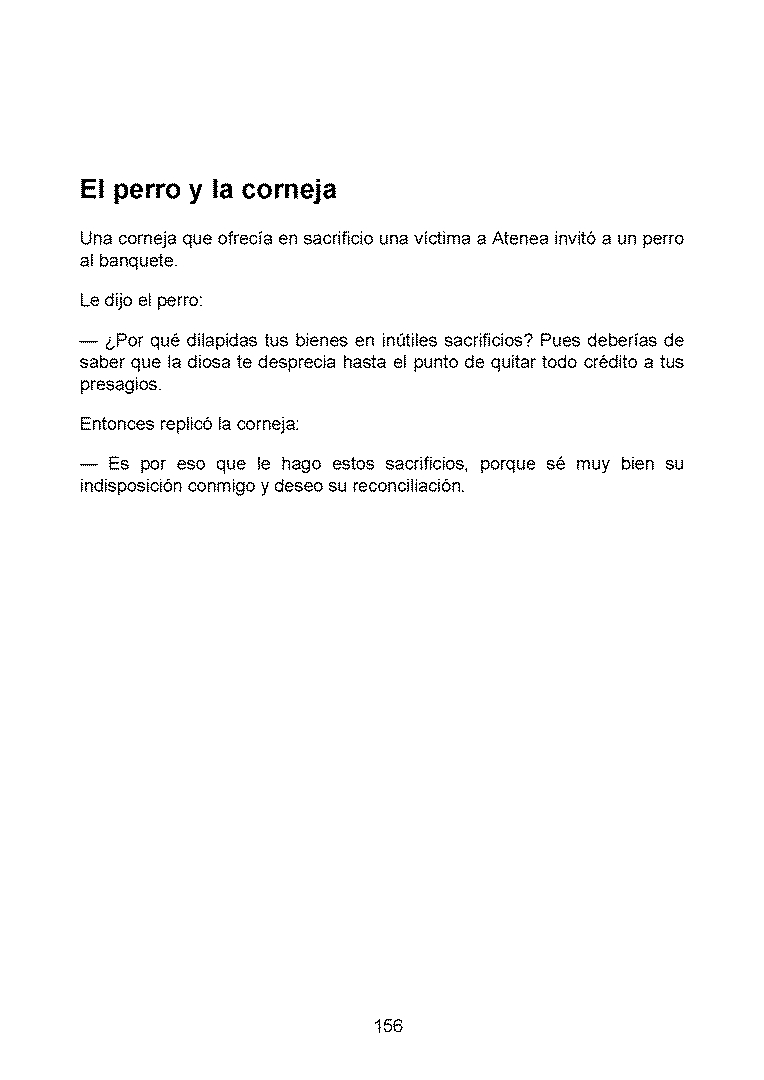 El perro y la corneja
Una corneja que ofrecía en sacrificio una víctima a Atenea invitó a un perro
al banquete.
Le dijo el perro:
— ¿Por qué dilapidas tus bienes en inútiles sacrificios? Pues deberías de
saber que la diosa te desprecia hasta el punto de quitar todo crédito a tus
presagios.
Entonces replicó la corneja:
— Es por eso que le hago estos sacrificios, porque sé muy bien su
indisposición conmigo y deseo su reconciliación.
156